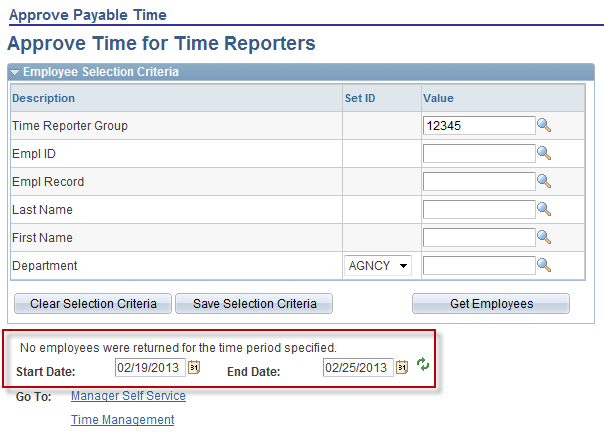 Approve Payable Time
Approve Time for Time Reporters
Employee Selection Criteria
Description Set ID Value
Time Reporter Group 12345
Empl ID
Empl Record
Last Name
First Name
Department AGNCY
Clear Selection Criteria Save Selection Criteria Get Employees
No employees were returned for the time period specified.
Start Date: 02/19/2013 31 End Date: 02/25/2013 31
Go To: Manager Self Service
Time Management